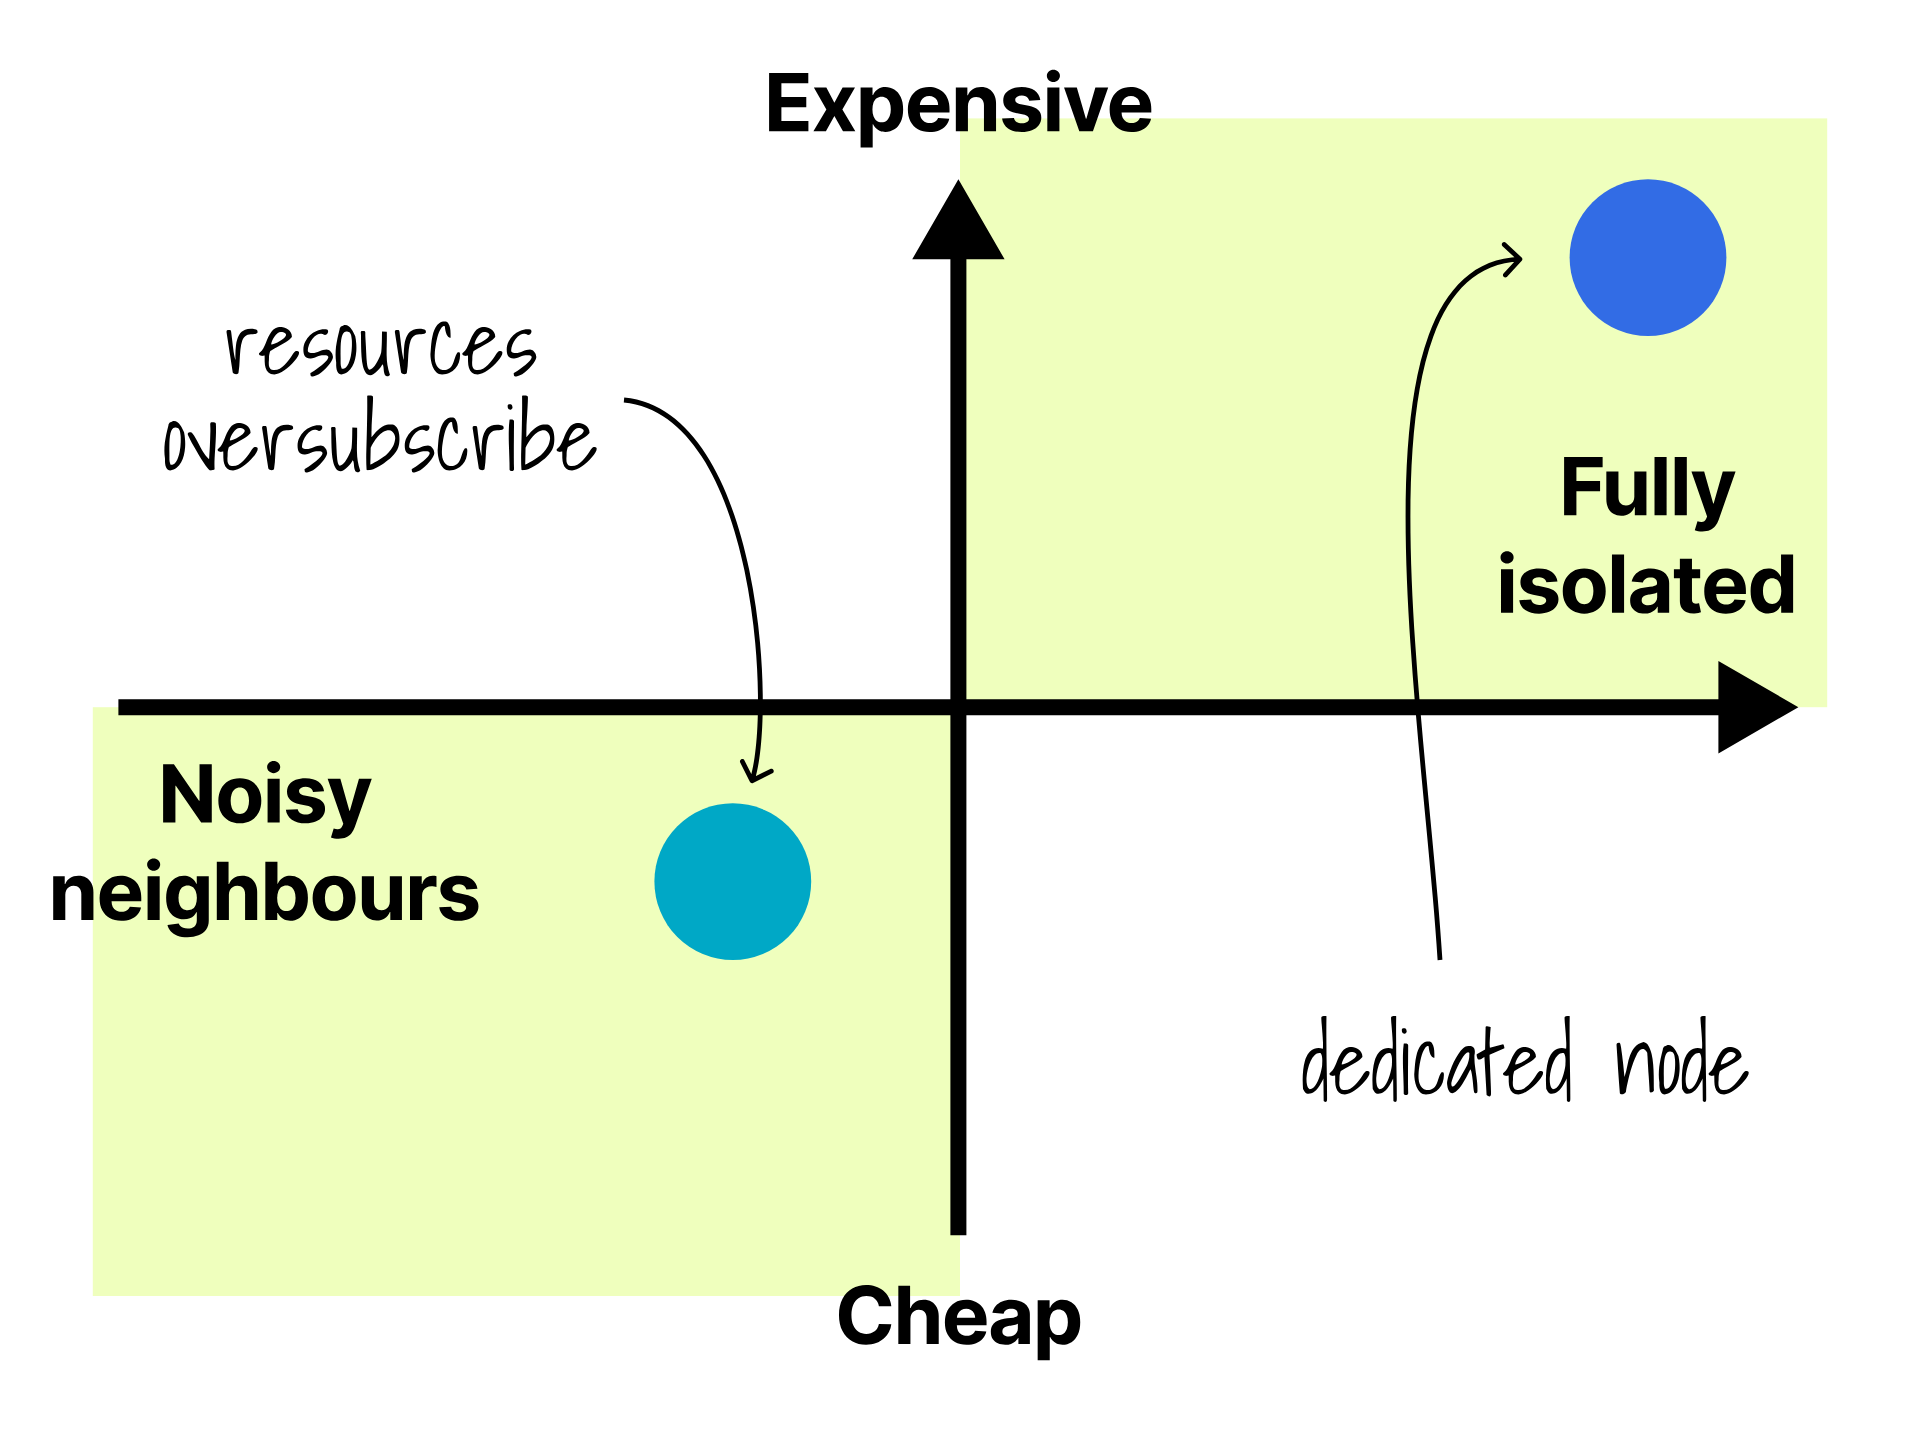 Expensive
resources
oversubscribe
Fully
isolated
Noisy
neighbours
dedicated node
Cheap